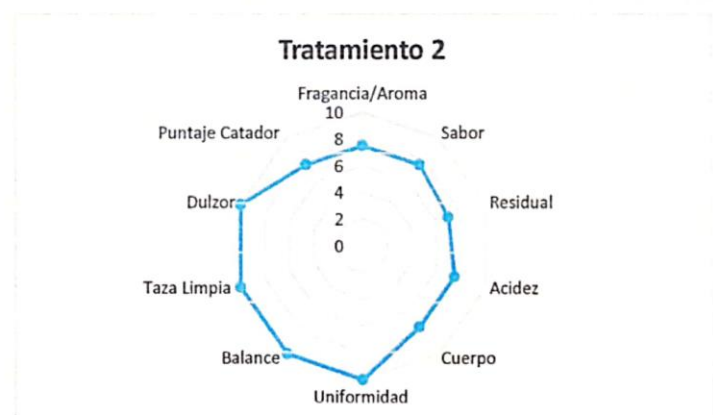 Tratamiento 2
Fragancia/Aroma
10
Puntaje Catador
8
Sabor
6
Dulzor
4
Residual
2
0
Taza Limpia
Acidez
Balance
Cuerpo
Uniformidad